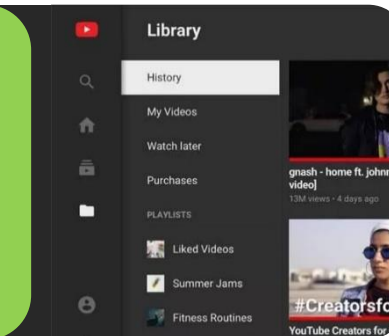 Library
History
My Videos
Watch later
Purchases
PLAYLISTS
Liked Videos
Summer Jams
Fitness Routines
gnash - home ft. johnn
video]
13M views • 4 days ago
#Creatorsfo
YouTube Creators for